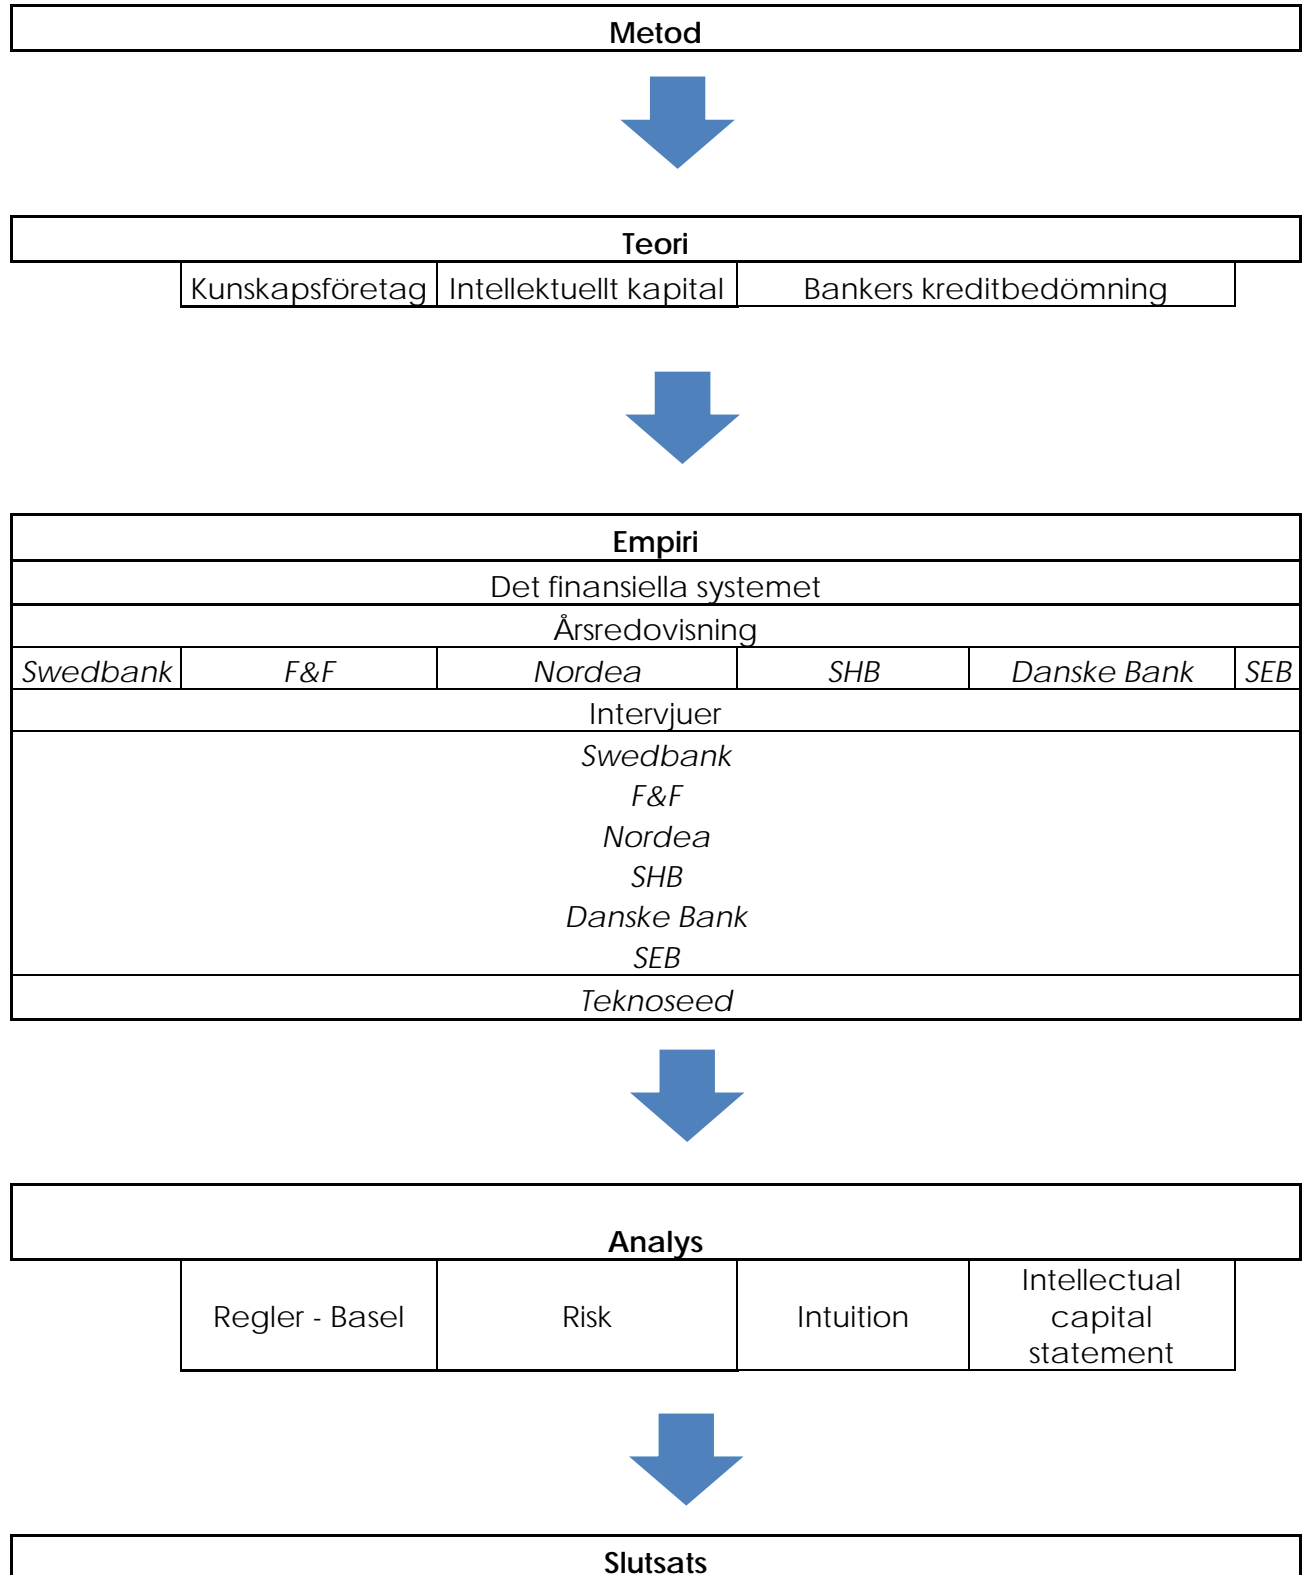 Metod
Teori
Kunskapsföretag Intellektuellt kapital Bankers kreditbedömning
Empiri
Det finansiella systemet
Årsredovisning
Swedbank F&F Nordea SHB Danske Bank SEB
Intervjuer
Swedbank
F&F
Nordea
SHB
Danske Bank
SEB
Teknoseed
Analys
Regler - Basel Risk Intuition Intellectual
capital
statement
Slutsats